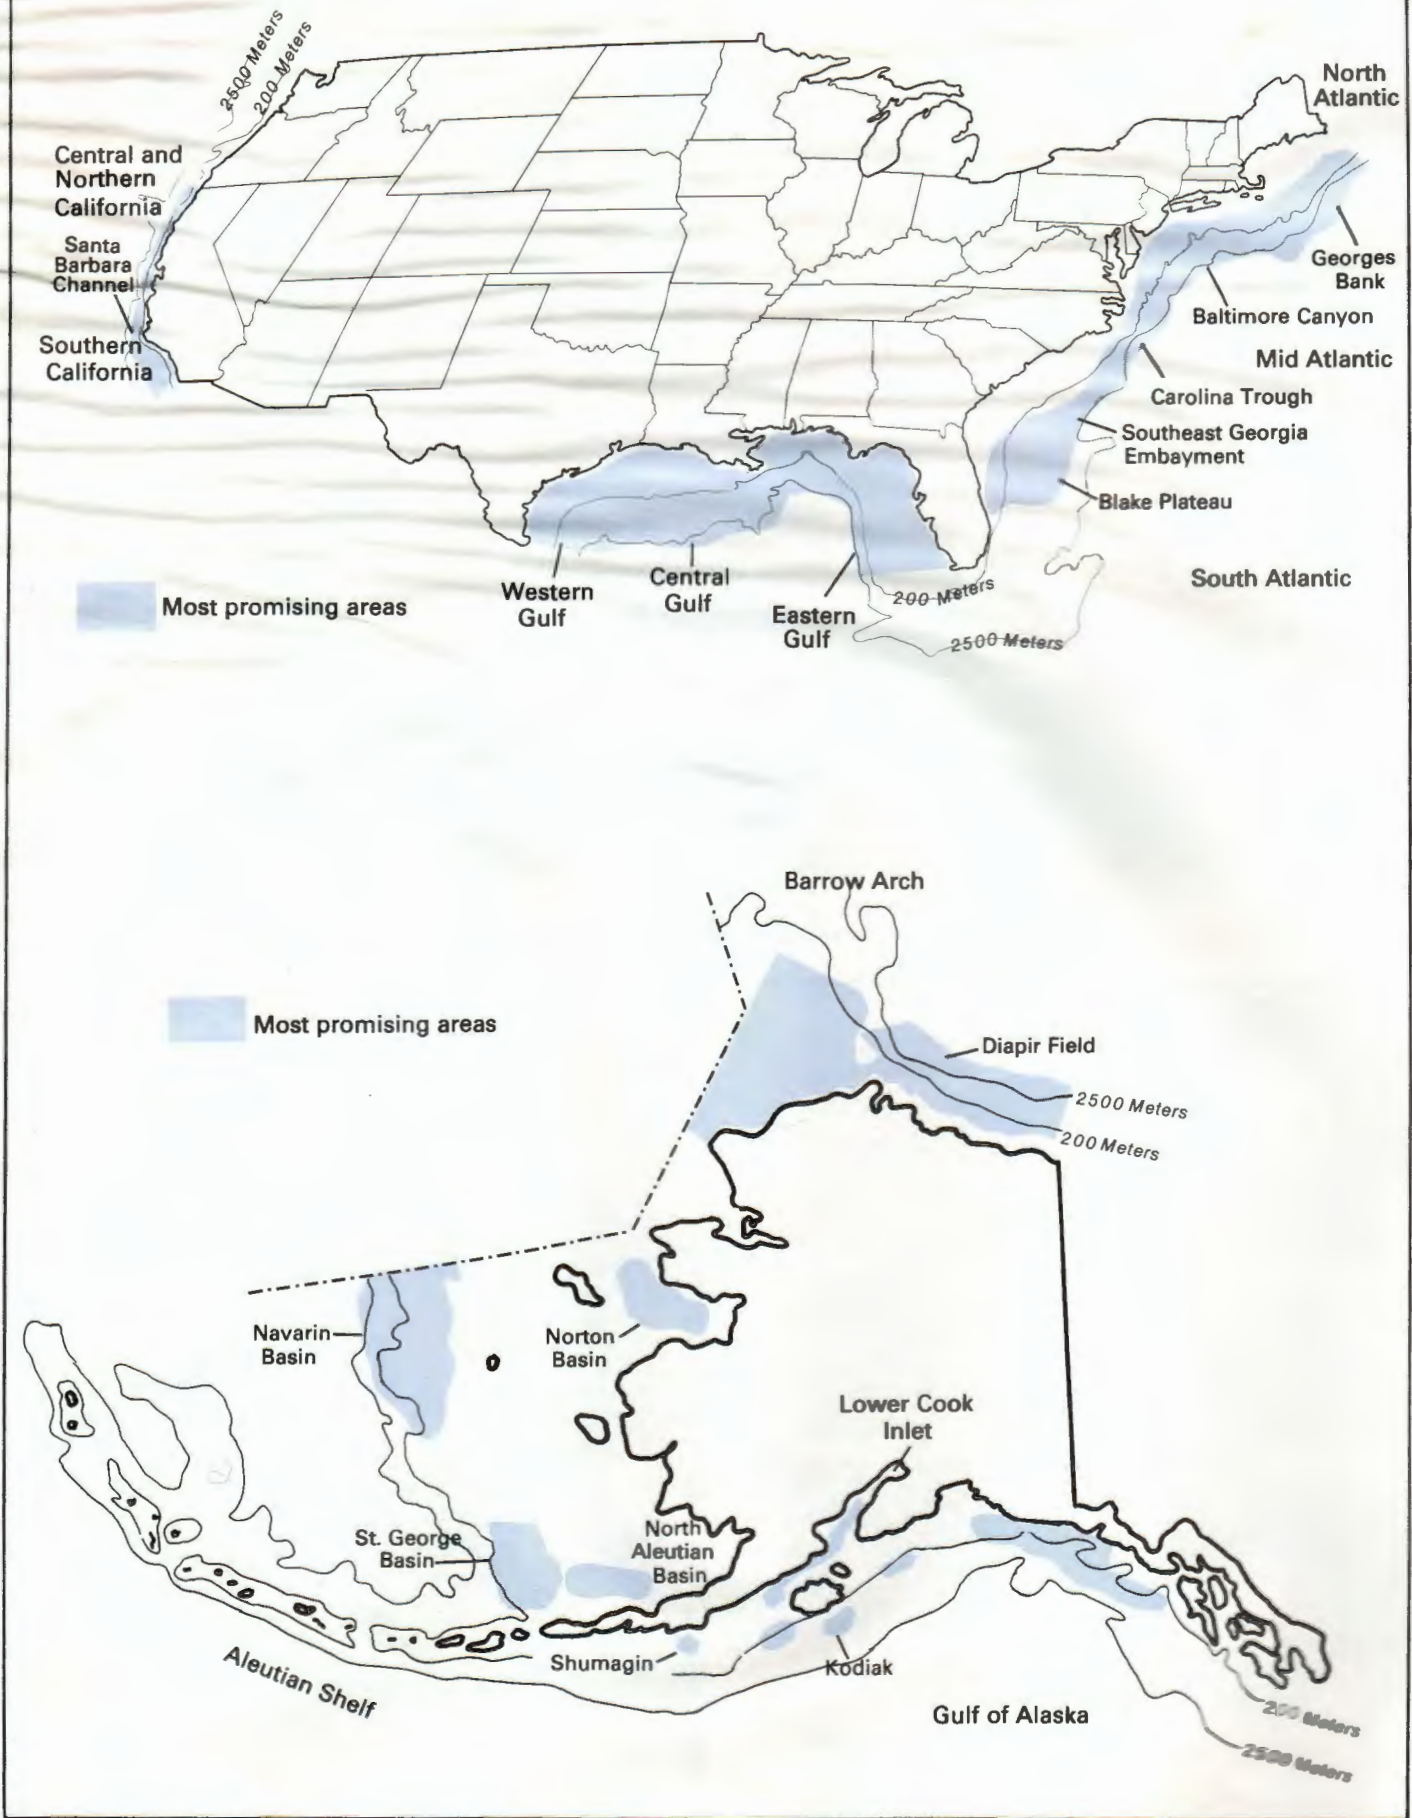 2500 Meters
200 Meters
North
Atlantic
Central and
Northern
California
Santa
Barbara
Channel
Southern
California
Georges
Bank
Baltimore Canyon
Mid Atlantic
Carolina Trough
Southeast Georgia
Embayment
Blake Plateau
South Atlantic
Western
Gulf
Central
Gulf
Eastern
Gulf
200 Meters
2500 Meters
Most promising areas
Barrow Arch
Most promising areas
Diapir Field
2500 Meters
200 Meters
Navarin
Basin
Norton
Basin
Lower Cook
Inlet
St. George
Basin
North
Aleutian
Basin
Shumagin
Kodiak
Aleutian Shelf
Gulf of Alaska
200 Meters
2500 Meters